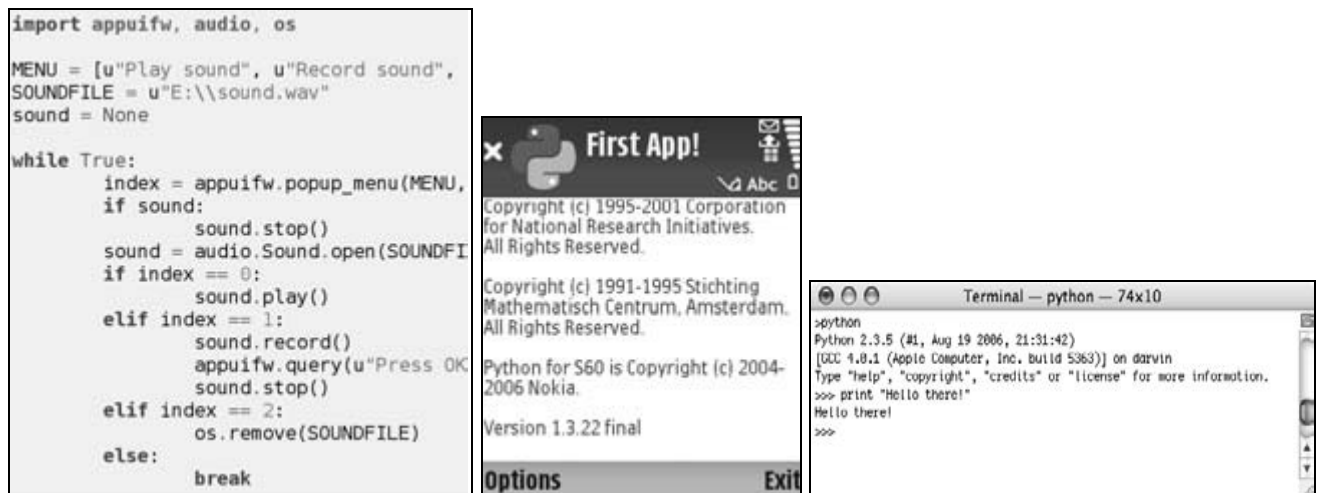 import appuifw, audio, os
MENU = [u"Play sound", u"Record sound",
SOUNDFILE = u"E:\\sound.wav"
sound = None
while True:
index = appuifw.popup_menu(MENU,
if sound:
sound.stop()
sound = audio.Sound.open(SOUNDFI
if index == 0:
sound.play()
elif index == 1:
sound.record()
appuifw.query(u"Press OK
sound.stop()
elif index == 2:
os.remove(SOUNDFILE)
else:
break
First App!
Abc
Copyright (c) 1995-2001 Corporation
for National Research Initiatives.
All Rights Reserved.
Copyright (c) 1991-1995 Stichting
Mathematisch Centrum, Amsterdam.
All Rights Reserved.
Python for S60 is Copyright (c) 2004-
2006 Nokia.
Version 1.3.22 final
Options Exit
Terminal — python — 74x10
>python
Python 2.3.5 (#1, Aug 19 2006, 21:31:42)
[GCC 4.0.1 (Apple Computer, Inc. build 5363)] on darwin
Type "help", "copyright", "credits" or "license" for more information.
>>> print "Hello there!"
Hello there!
>>>